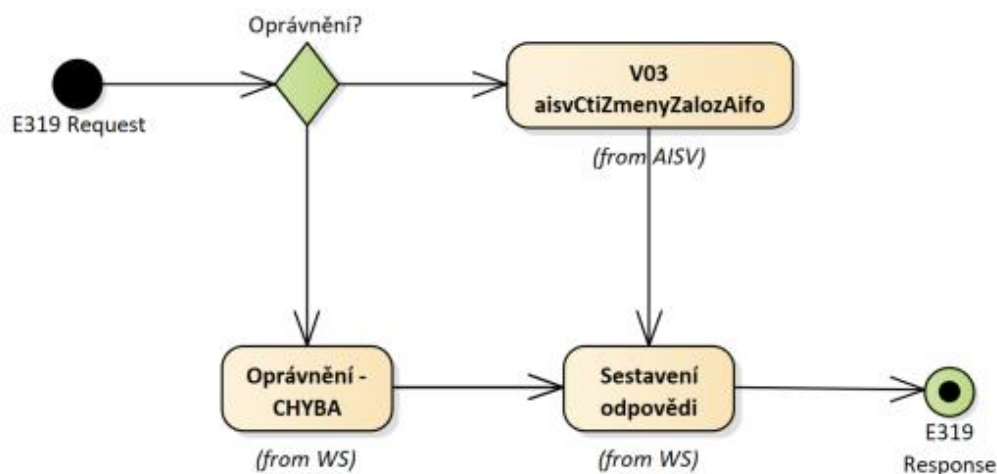 Oprávnění?
E319 Request
V03
aisvCtiZmenyZalozAifo
(from AISV)
Oprávnění -
CHYBA
(from WS)
Sestavení
odpovědi
(from WS)
E319
Response